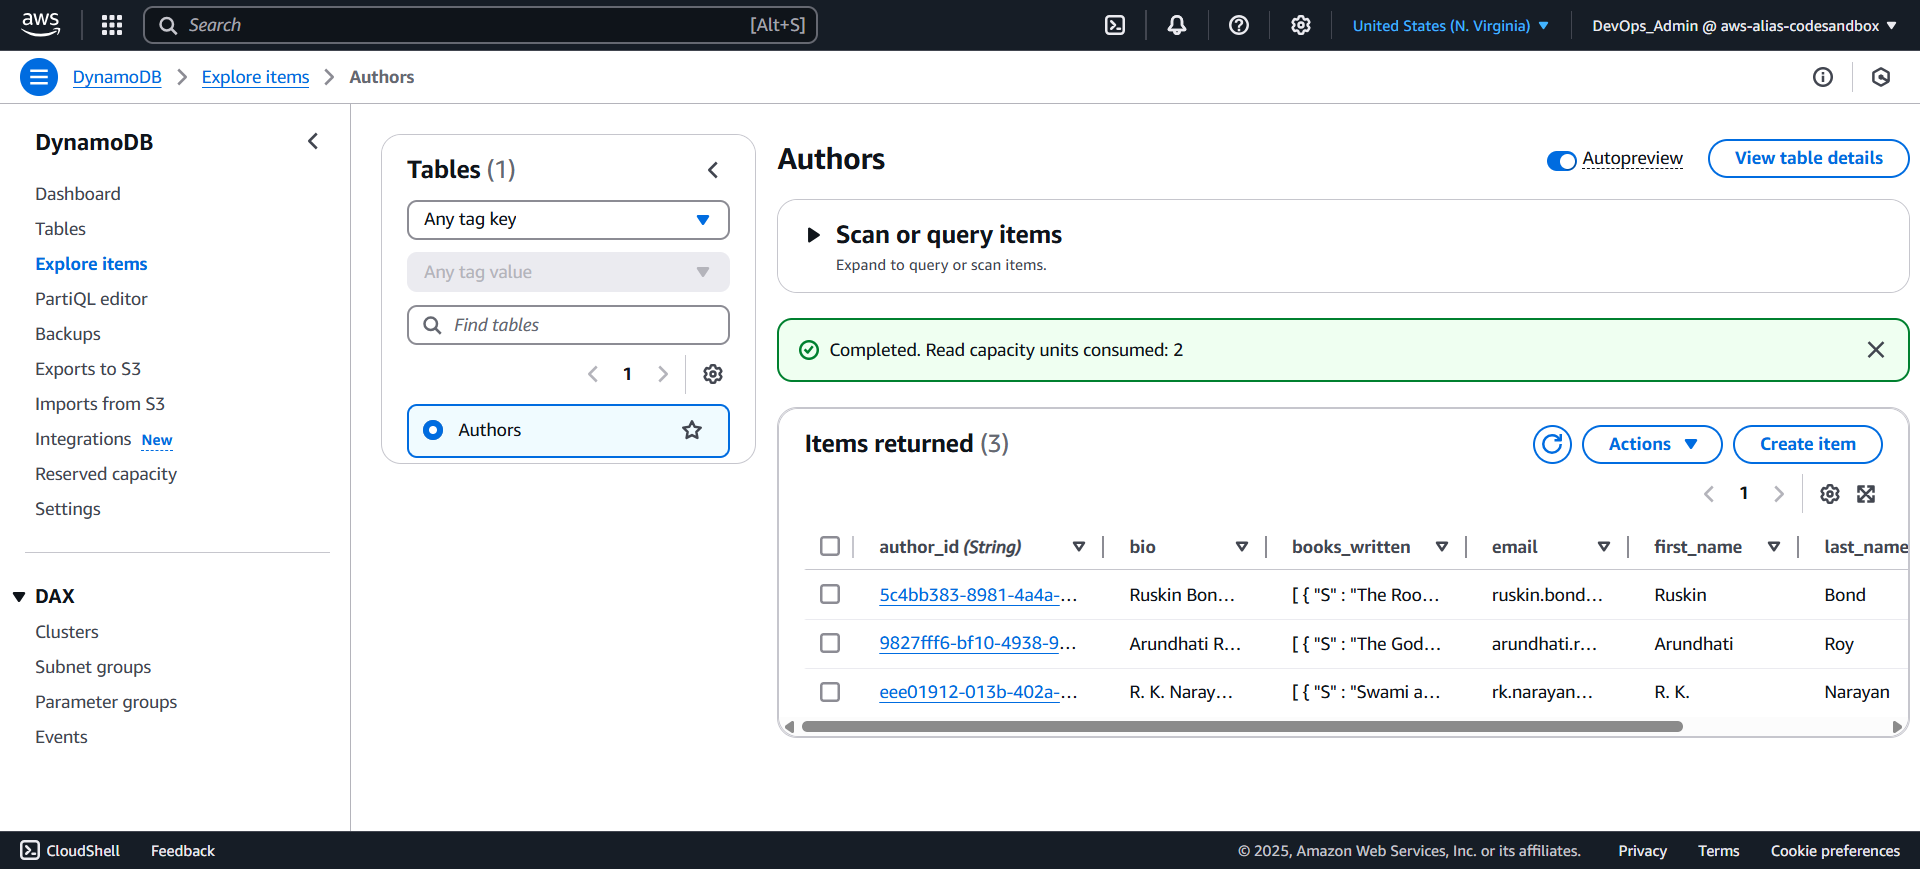 aws
Search [Alt+S]
United States (N. Virginia)
DevOps_Admin @ aws-alias-codesandbox
DynamoDB
Explore items
Authors
DynamoDB
Dashboard
Tables
Explore items
PartiQL editor
Backups
Exports to S3
Imports from S3
Integrations New
Reserved capacity
Settings
DAX
Clusters
Subnet groups
Parameter groups
Events
Tables (1)
Any tag key
Any tag value
Find tables
1
Authors
Authors
Autopreview
View table details
Scan or query items
Expand to query or scan items.
Completed. Read capacity units consumed: 2
Items returned (3)
Actions
Create item
1
author_id (String) bio books_written email first_name last_name
5c4bb383-8981-4a4a-... Ruskin Bon... [ { "S" : "The Roo... ruskin.bond... Ruskin Bond
9827fff6-bf10-4938-9... Arundhati R... [ { "S" : "The God... arundhati.r... Arundhati Roy
eee01912-013b-402a-... R. K. Naray... [ { "S" : "Swami a... rk.narayan... R. K. Narayan
CloudShell
Feedback
© 2025, Amazon Web Services, Inc. or its affiliates.
Privacy
Terms
Cookie preferences